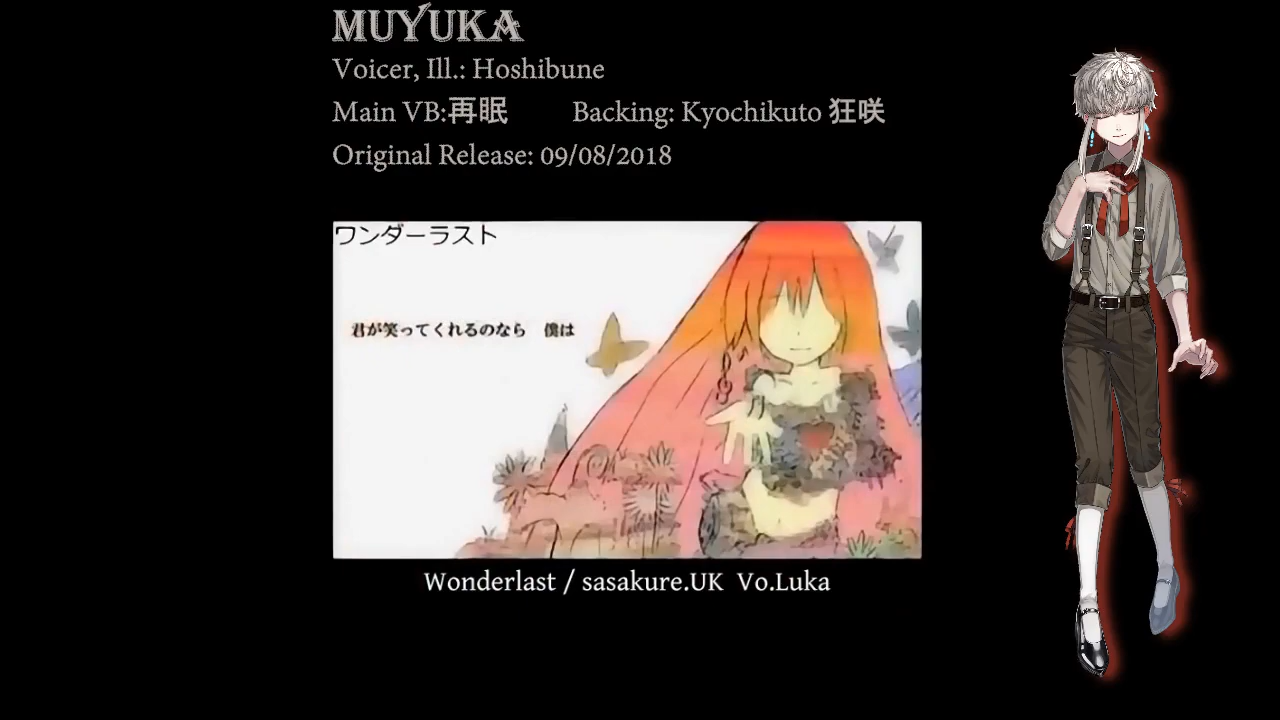 MUYUKA
Voicer, Ill.: Hoshibune
Main VB:再眠 Backing: Kyochikuto 狂咲
Original Release: 09/08/2018
ワンダーラスト
君が笑ってくれるのなら 僕は
Wonderlast / sasakure.UK Vo.Luka